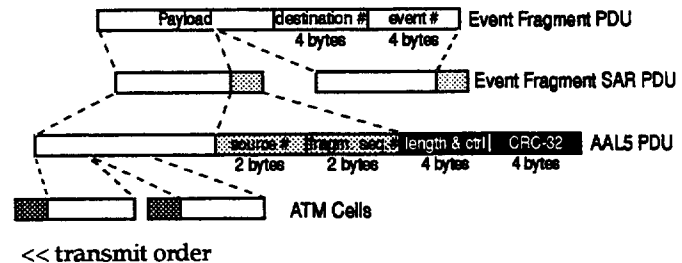 Payload destination # event # Event Fragment PDU
4 bytes 4 bytes
Event Fragment SAR PDU
source # fragm. seq # length & ctrl CRC-32 AAL5 PDU
2 bytes 2 bytes 4 bytes 4 bytes
ATM Cells
<< transmit order